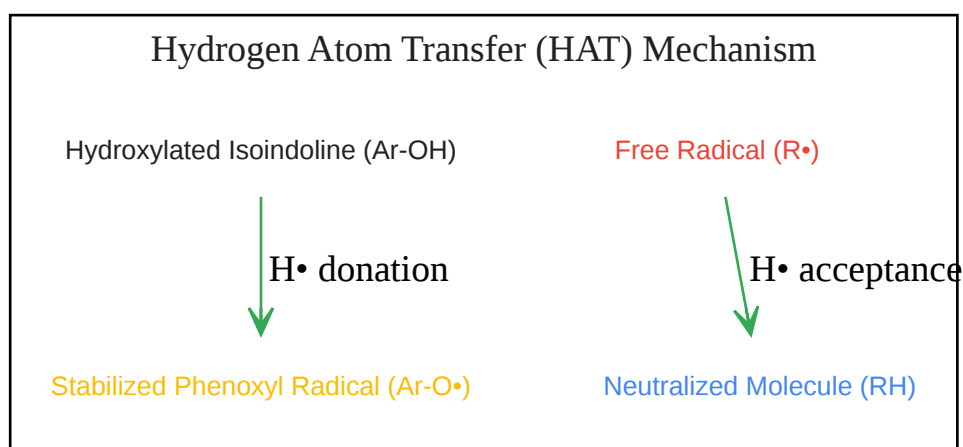 Hydrogen Atom Transfer (HAT) Mechanism
Hydroxylated Isoindoline (Ar-OH)
Free Radical (R•)
H• donation
H• acceptance
Stabilized Phenoxyl Radical (Ar-O•)
Neutralized Molecule (RH)